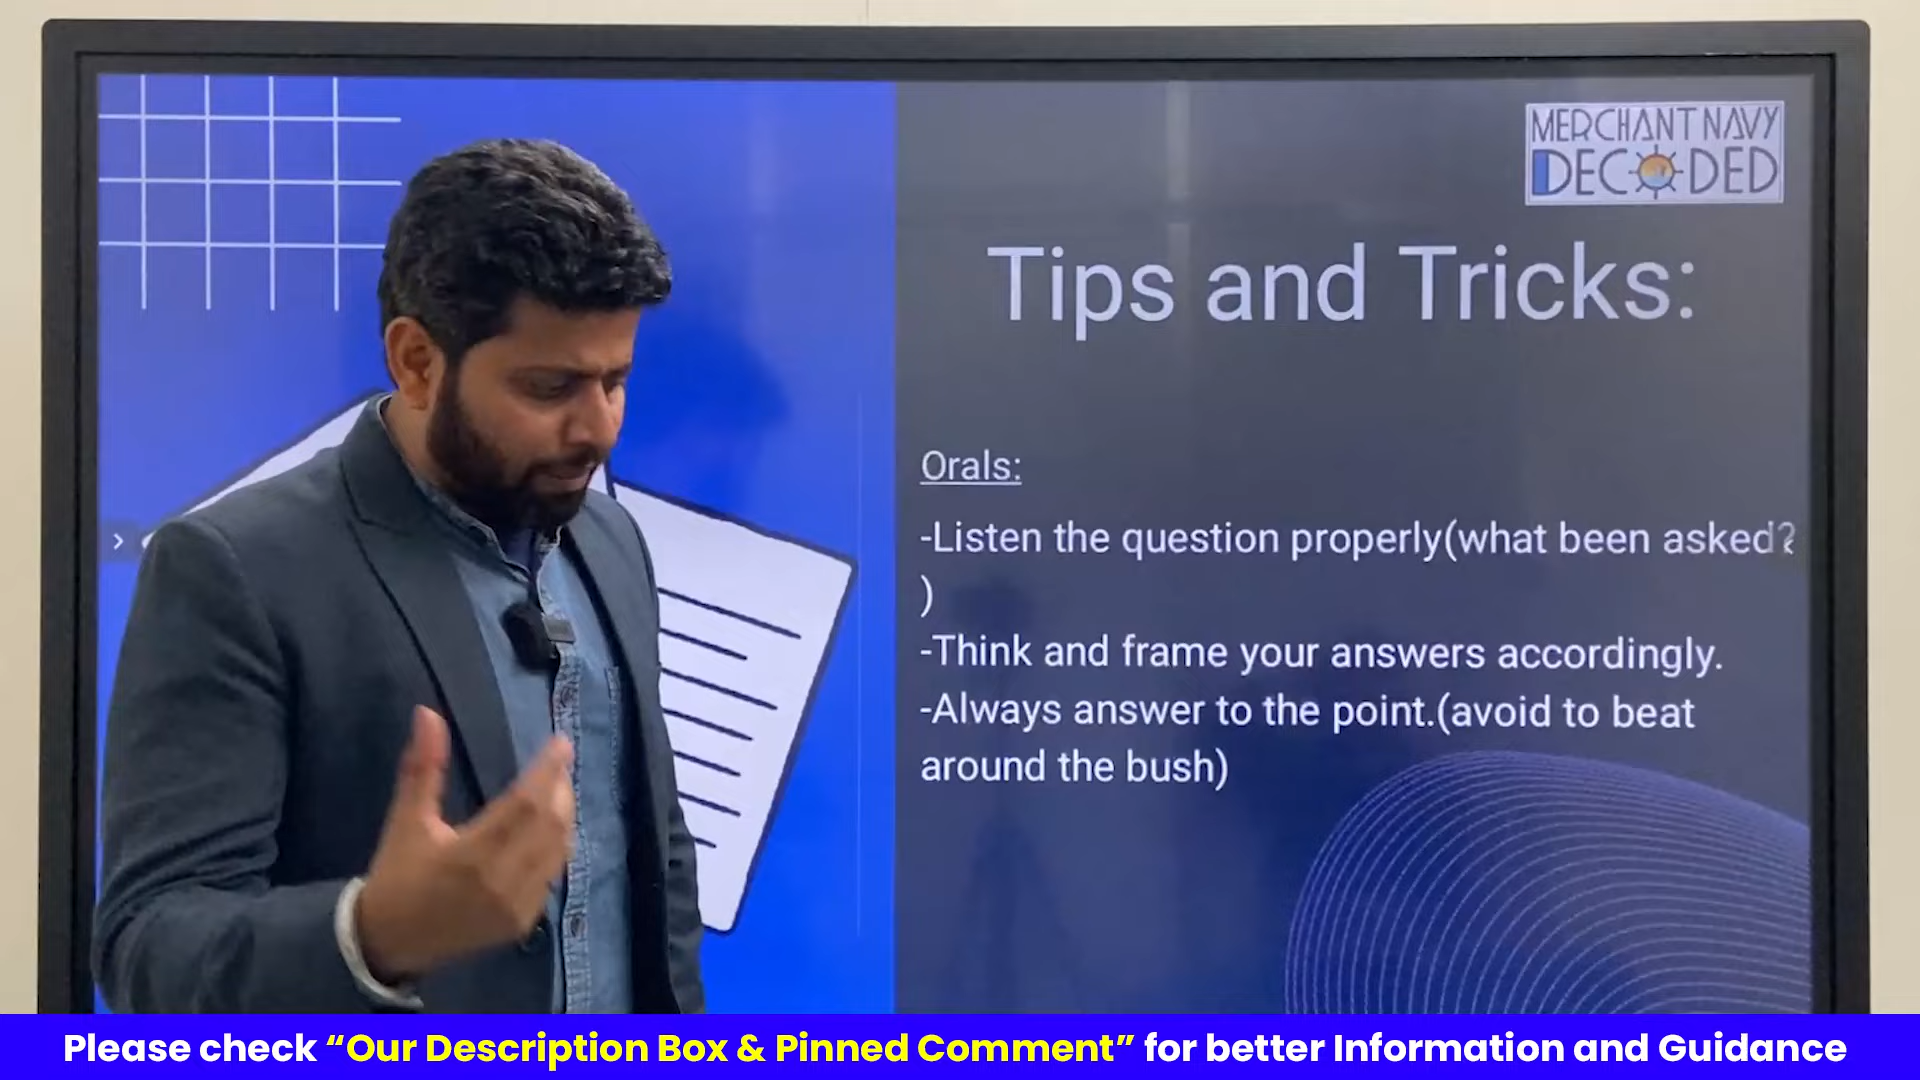 MERCHANT NAVY
DECODED
Tips and Tricks:
Orals:
-Listen the question properly(what been asked?
)
-Think and frame your answers accordingly.
-Always answer to the point.(avoid to beat
around the bush)
Please check “Our Description Box & Pinned Comment” for better Information and Guidance